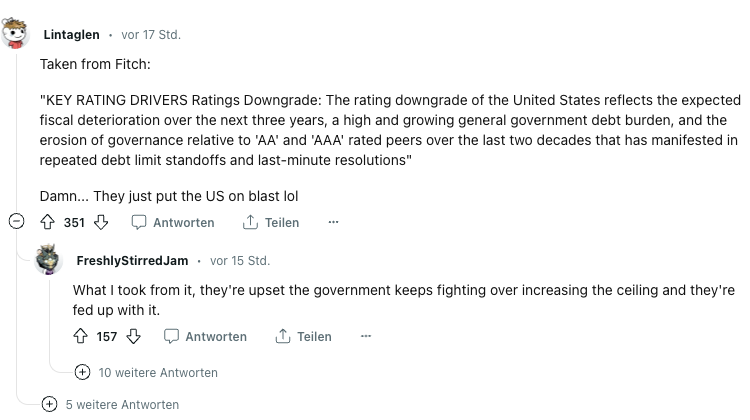 Lintaglen · vor 17 Std.
Taken from Fitch:
"KEY RATING DRIVERS Ratings Downgrade: The rating downgrade of the United States reflects the expected
fiscal deterioration over the next three years, a high and growing general government debt burden, and the
erosion of governance relative to 'AA' and 'AAA' rated peers over the last two decades that has manifested in
repeated debt limit standoffs and last-minute resolutions"
Damn... They just put the US on blast lol
351 Antworten Teilen ...
FreshlyStirredJam · vor 15 Std.
What I took from it, they're upset the government keeps fighting over increasing the ceiling and they're
fed up with it.
157 Antworten Teilen ...
10 weitere Antworten
5 weitere Antworten